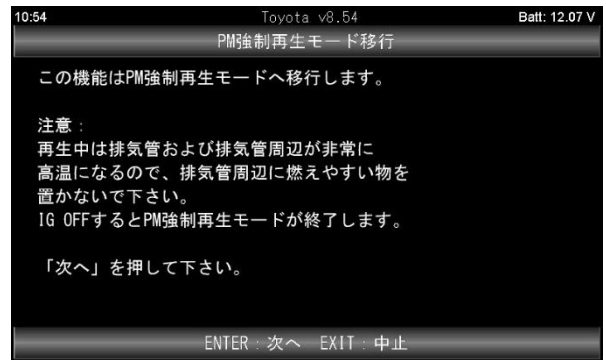 10:54 Toyota v8.54 Batt: 12.07 V
PM強制再生モード移行
この機能はPM強制再生モードへ移行します。
注意：
再生中は排気管および排気管周辺が非常に
高温になるので、排気管周辺に燃えやすい物を
置かないで下さい。
IG OFFするとPM強制再生モードが終了します。
「次へ」を押して下さい。
ENTER：次へ EXIT：中止